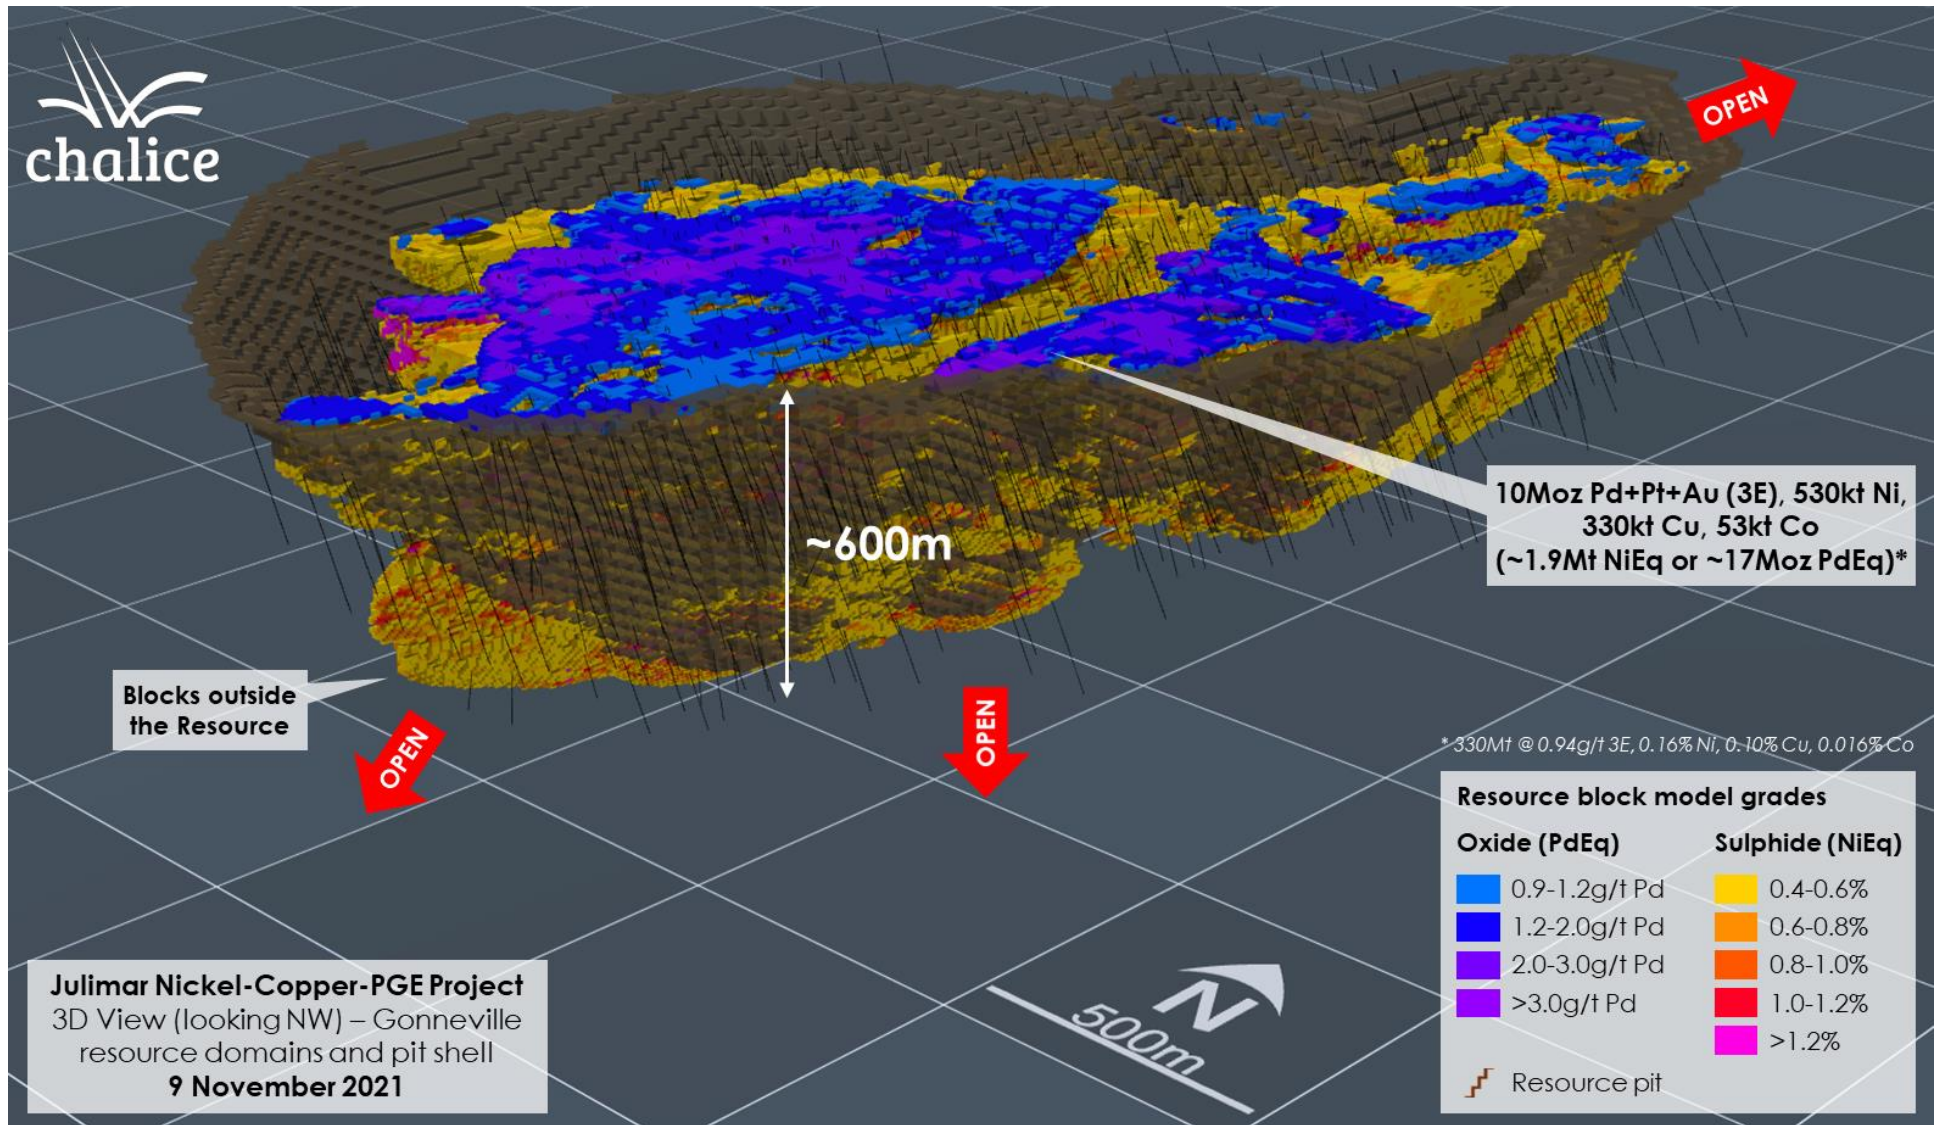 chalice
OPEN
10Moz Pd+Pt+Au (3E), 530kt Ni,
330kt Cu, 53kt Co
(~1.9Mt NiEq or ~17Moz PdEq)*
~600m
Blocks outside
the Resource
OPEN
OPEN
* 330Mt @ 0.94g/t 3E, 0.16% Ni, 0.10% Cu, 0.016% Co
Resource block model grades
Oxide (PdEq)
0.9-1.2g/t Pd
1.2-2.0g/t Pd
2.0-3.0g/t Pd
>3.0g/t Pd
Sulphide (NiEq)
0.4-0.6%
0.6-0.8%
0.8-1.0%
1.0-1.2%
>1.2%
Resource pit
Julimar Nickel-Copper-PGE Project
3D View (looking NW) – Gonneville
resource domains and pit shell
9 November 2021
N
500m